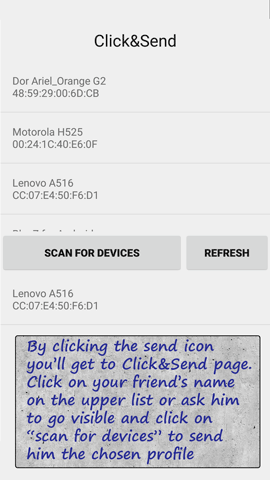 Click&Send
Dor Ariel_Orange G2
48:59:29:00:6D:CB
Motorola H525
00:24:1C:40:E6:0F
Lenovo A516
CC:07:E4:50:F6:D1
SCAN FOR DEVICES
REFRESH
Lenovo A516
CC:07:E4:50:F6:D1
By clicking the send icon
you'll get to Click&Send page.
Click on your friend's name
on the upper list or ask him
to go visible and click on
“scan for devices” to send
him the chosen profile